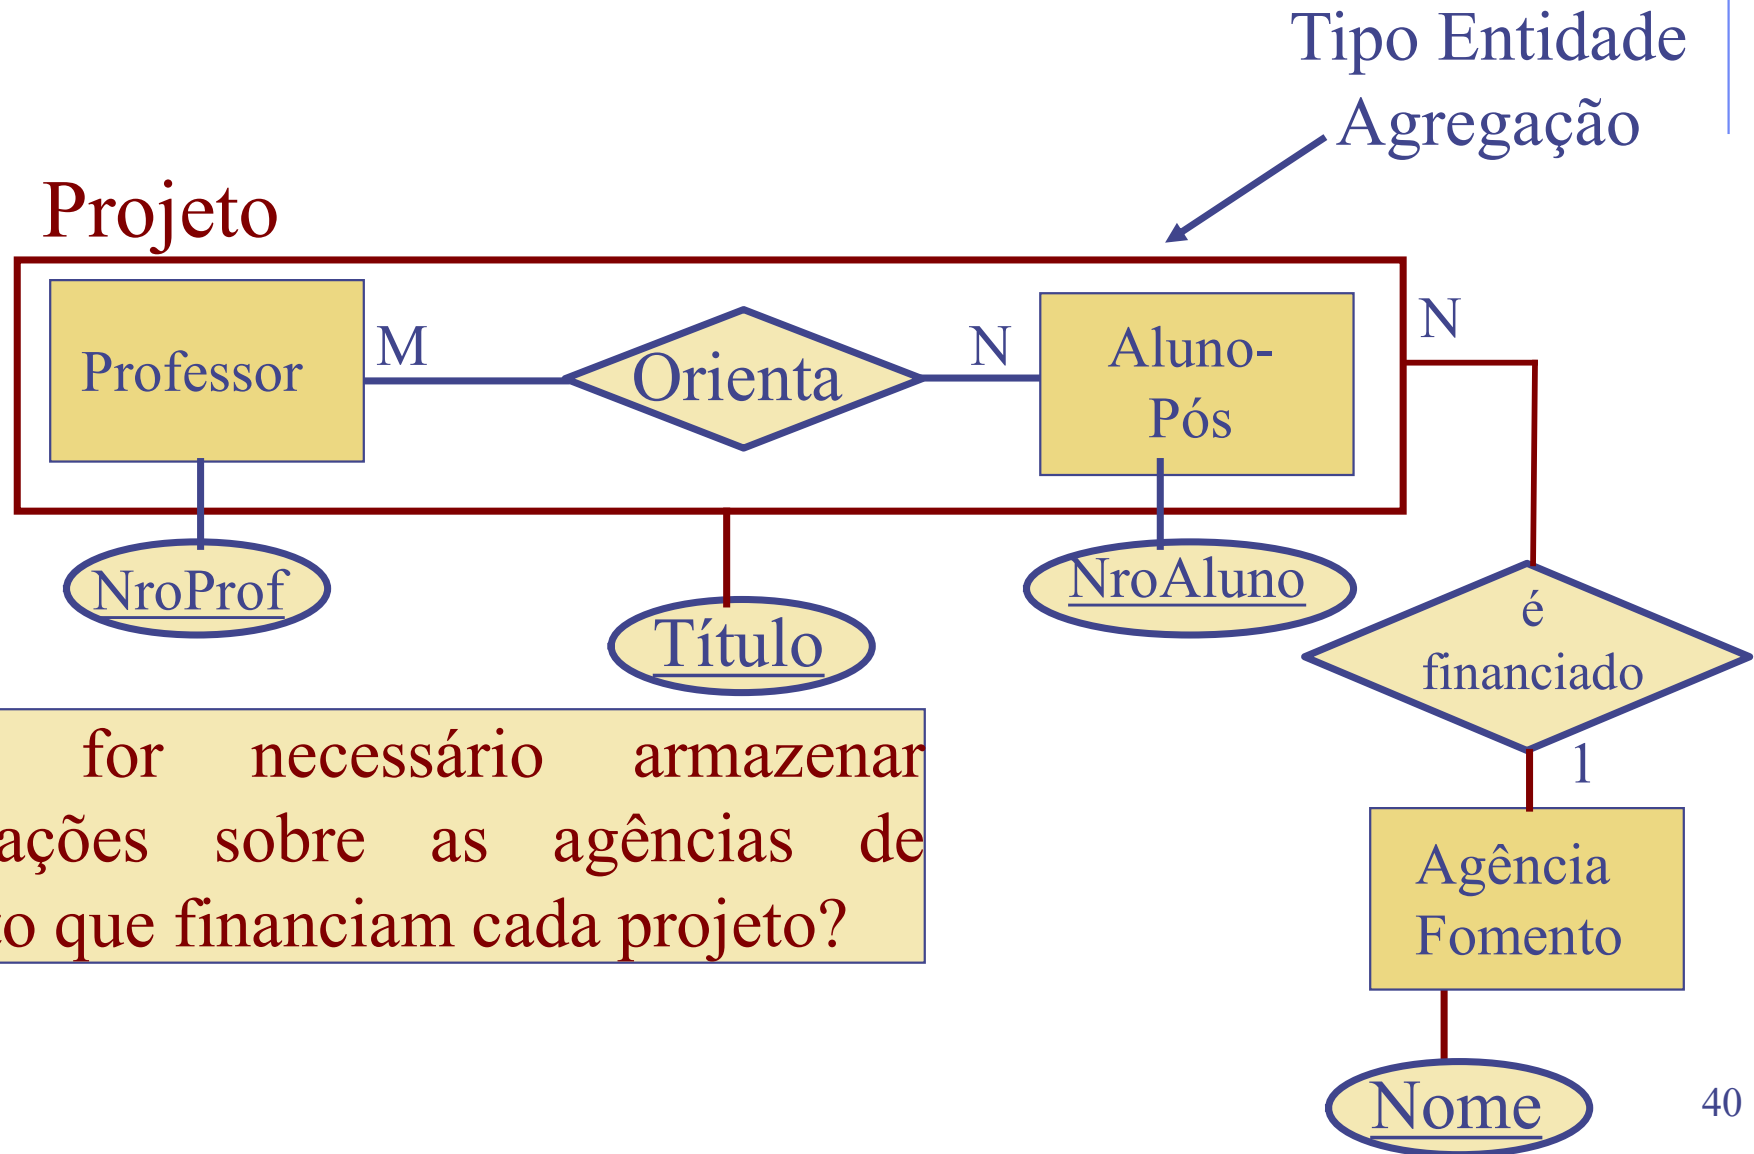 Tipo Entidade
Agregação
Projeto
Professor
M
Orienta
N
Aluno-
Pós
N
NroProf
Título
NroAluno
é
financiado
1
for necessário armazenar
ações sobre as agências de
o que financiam cada projeto?
Agência
Fomento
Nome
40